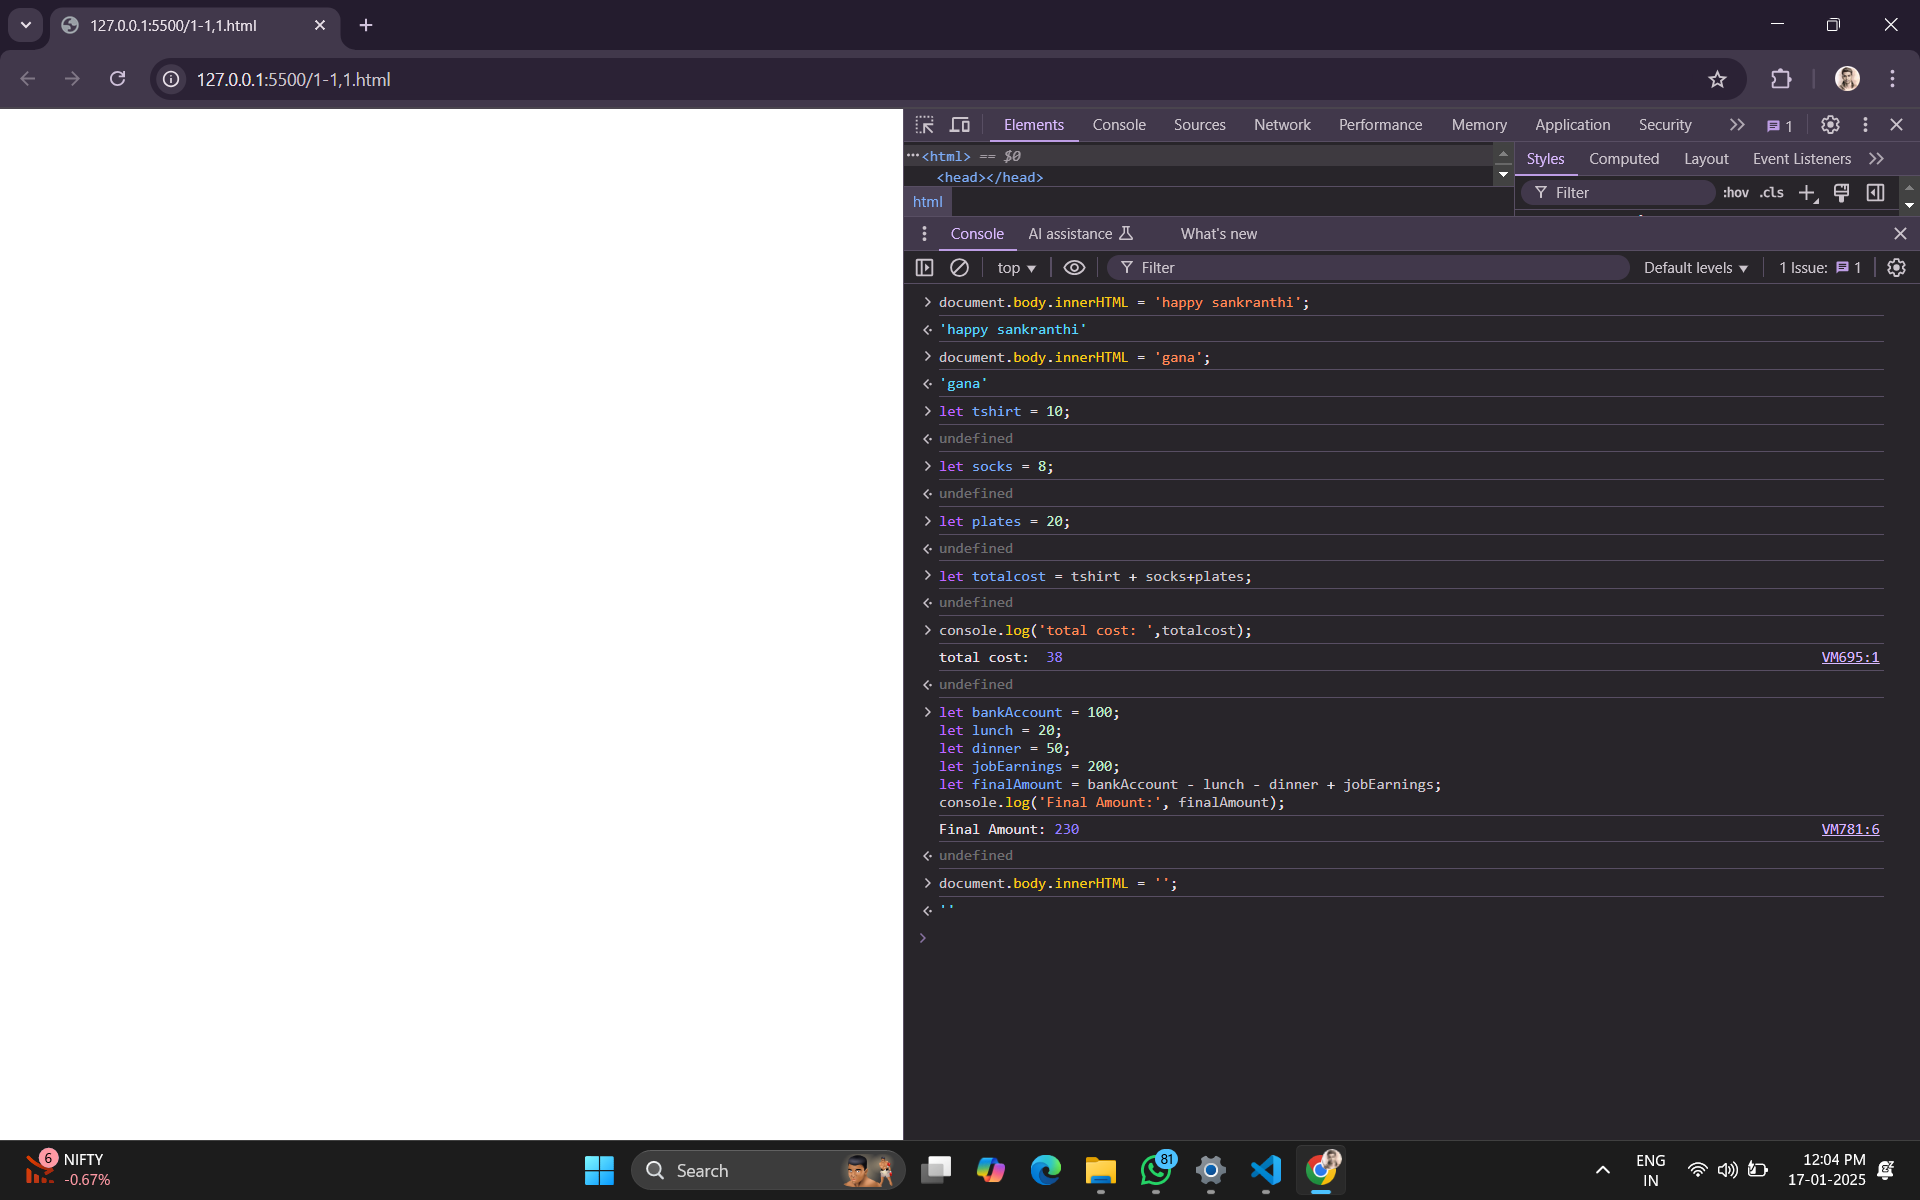 127.0.0.1:5500/1-1,1.html
127.0.0.1:5500/1-1,1.html
Elements Console Sources Network Performance Memory Application Security 1
<html> == $0
<head></head>
html
Styles Computed Layout Event Listeners
Filter :hov .cls
Console AI assistance What's new
top Filter Default levels 1 Issue: 1
document.body.innerHTML = 'happy sankranthi';
'happy sankranthi'
document.body.innerHTML = 'gana';
'gana'
let tshirt = 10;
undefined
let socks = 8;
undefined
let plates = 20;
undefined
let totalcost = tshirt + socks+plates;
undefined
console.log('total cost: ',totalcost);
total cost:  38 VM695:1
undefined
let bankAccount = 100;
let lunch = 20;
let dinner = 50;
let jobEarnings = 200;
let finalAmount = bankAccount - lunch - dinner + jobEarnings;
console.log('Final Amount:', finalAmount);
Final Amount: 230 VM781:6
undefined
document.body.innerHTML = '';
''
6 NIFTY
-0.67%
Search
81
ENG
IN
12:04 PM
17-01-2025